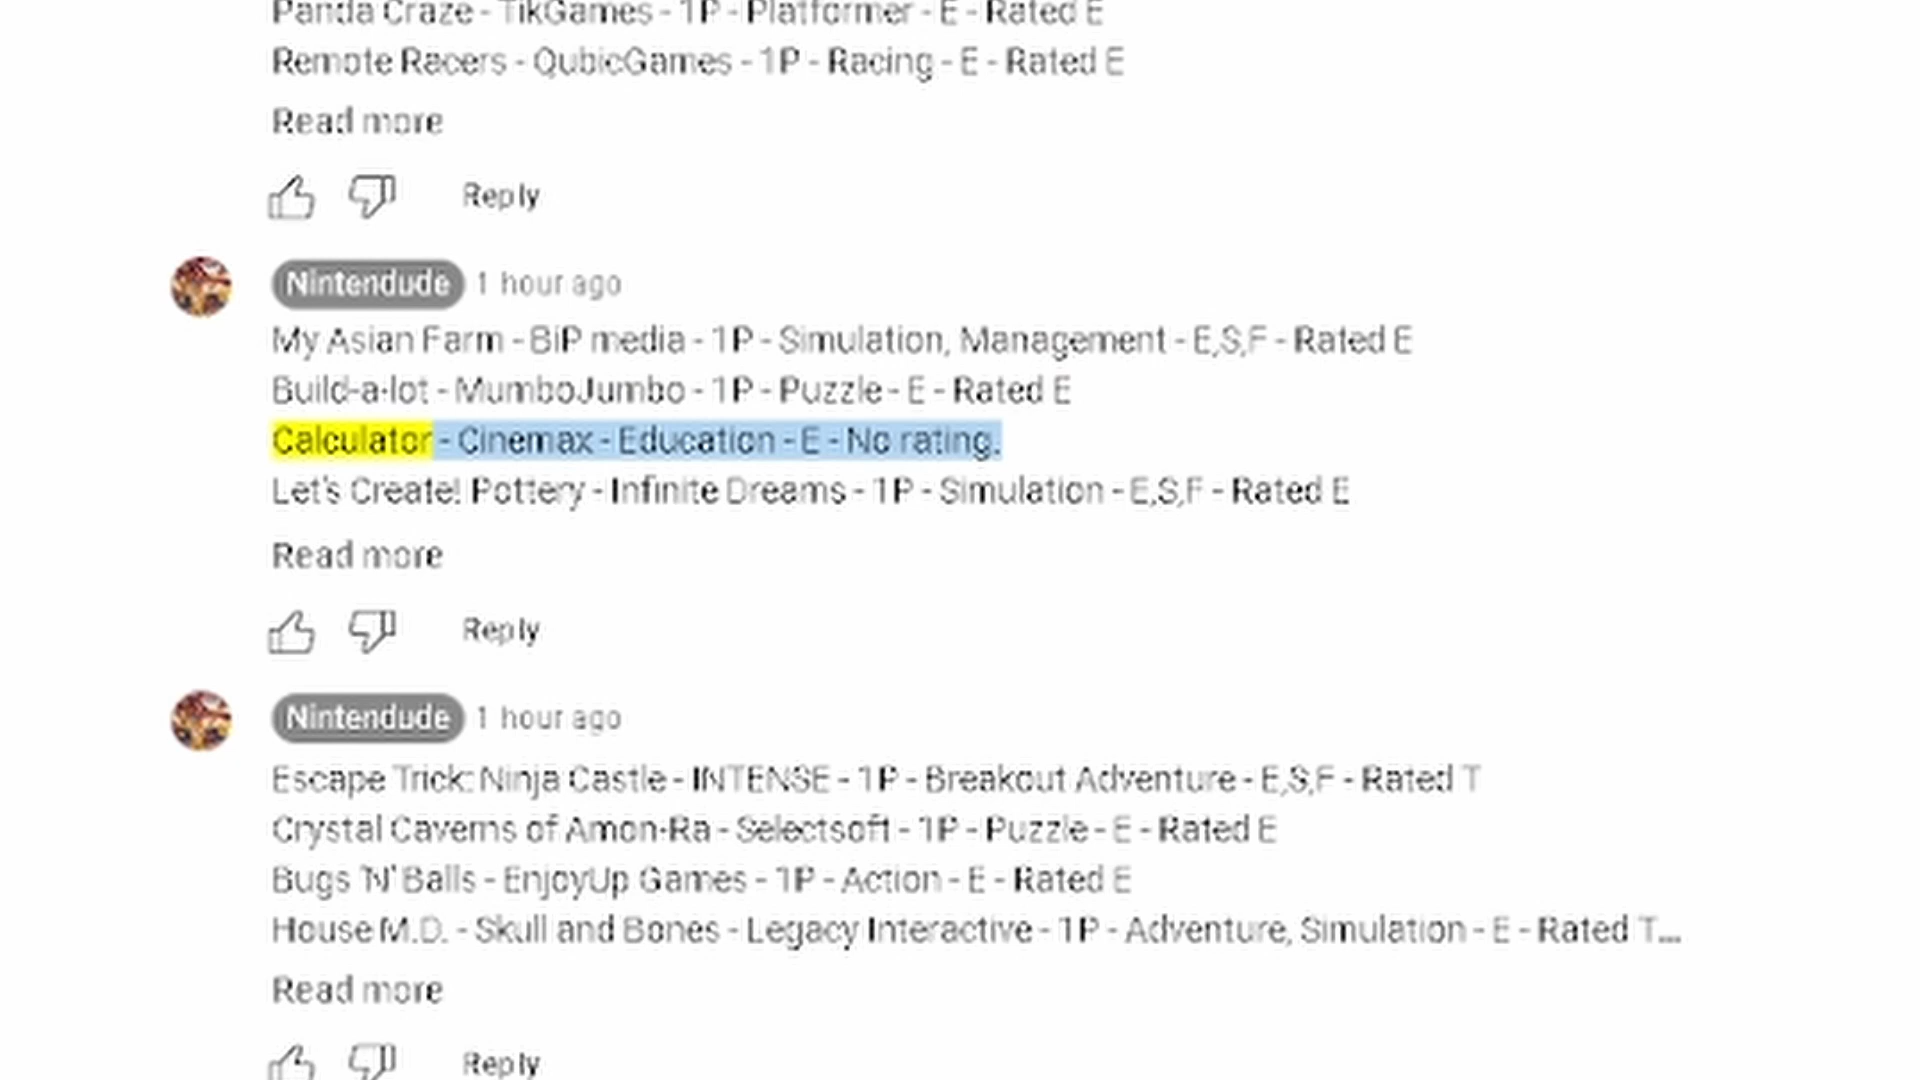 Panda Craze - TikGames - 1P - Platformer - E - Rated E
Remote Racers - QubicGames - 1P - Racing - E - Rated E
Read more
Reply
Nintendude 1 hour ago
My Asian Farm - BiP media - 1P - Simulation, Management - E,S,F - Rated E
Build-a-lot - MumboJumbo - 1P - Puzzle - E - Rated E
Calculator - Cinemax - Education - E - No rating.
Let's Create! Pottery - Infinite Dreams - 1P - Simulation - E,S,F - Rated E
Read more
Reply
Nintendude 1 hour ago
Escape Trick: Ninja Castle - INTENSE - 1P - Breakout Adventure - E,S,F - Rated T
Crystal Caverns of Amon-Ra - Selectsoft - 1P - Puzzle - E - Rated E
Bugs 'N' Balls - EnjoyUp Games - 1P - Action - E - Rated E
House M.D. - Skull and Bones - Legacy Interactive - 1P - Adventure, Simulation - E - Rated T...
Read more
Reply